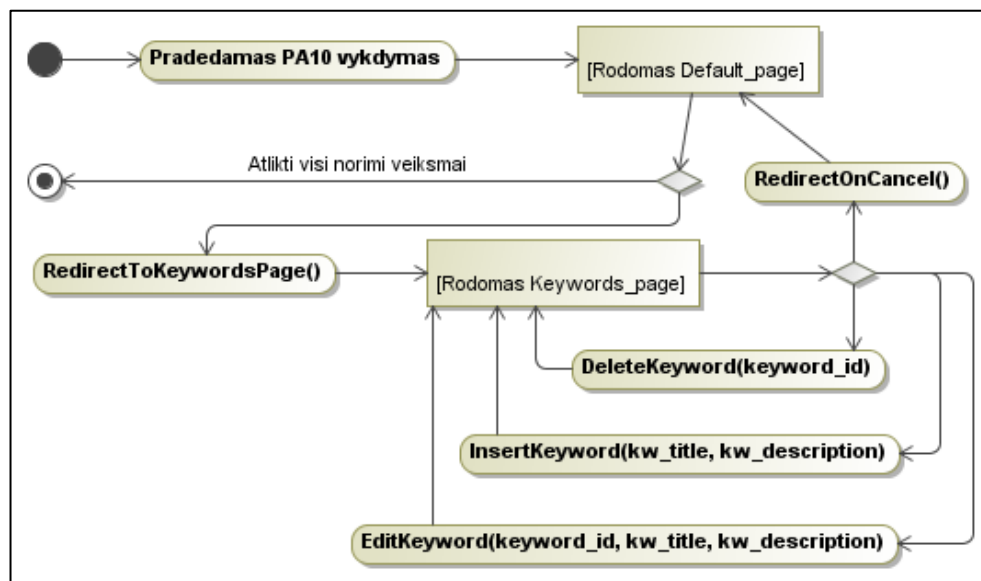 Pradedamas PA10 vykdymas
[Rodomas Default_page]
Atlikti visi norimi veiksmai
RedirectOnCancel()
RedirectToKeywordsPage()
[Rodomas Keywords_page]
DeleteKeyword(keyword_id)
InsertKeyword(kw_title, kw_description)
EditKeyword(keyword_id, kw_title, kw_description)